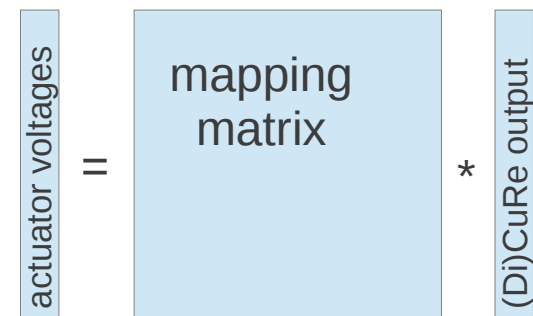 actuator voltages
=
mapping
matrix
*
(Di)CuRe output